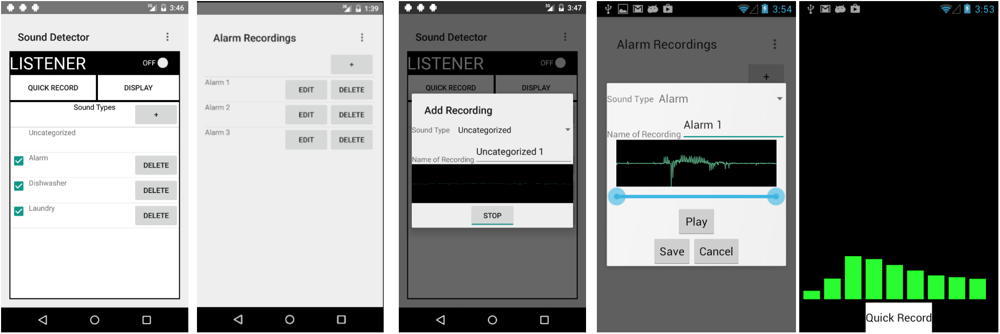 3G 3:46
Sound Detector
LISTENER OFF
QUICK RECORD DISPLAY
Sound Types +
Uncategorized
Alarm DELETE
Dishwasher DELETE
Laundry DELETE
3G 1:39
Alarm Recordings
+
Alarm 1 EDIT DELETE
Alarm 2 EDIT DELETE
Alarm 3 EDIT DELETE
3G 3:47
Sound Detector
LISTENER OFF
QUICK RECORD DISPLAY
Add Recording
Sound Type Uncategorized
Name of Recording Uncategorized 1
STOP
3:54
Alarm Recordings
+
Sound Type Alarm
Name of Recording Alarm 1
Play
Save Cancel
3:53
Quick Record